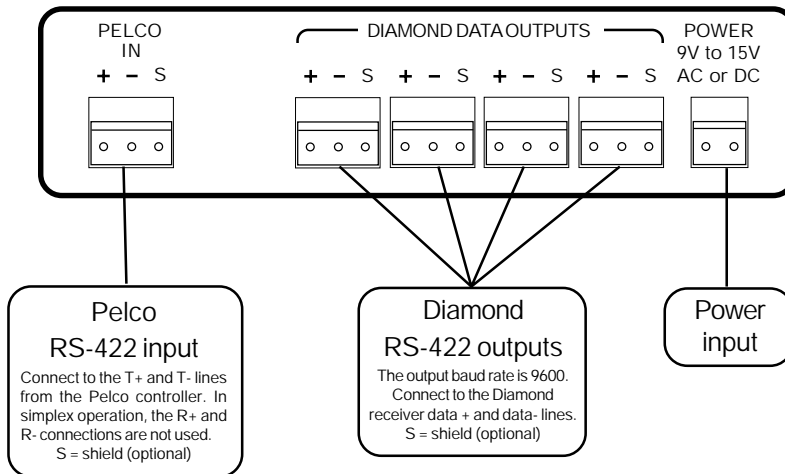 PELCO
IN
+ - S
DIAMOND DATA OUTPUTS
+ - S + - S + - S + - S
POWER
9V to 15V
AC or DC
Pelco
RS-422 input
Connect to the T+ and T- lines
from the Pelco controller. In
simplex operation, the R+ and
R- connections are not used.
S = shield (optional)
Diamond
RS-422 outputs
The output baud rate is 9600.
Connect to the Diamond
receiver data + and data- lines.
S = shield (optional)
Power
input